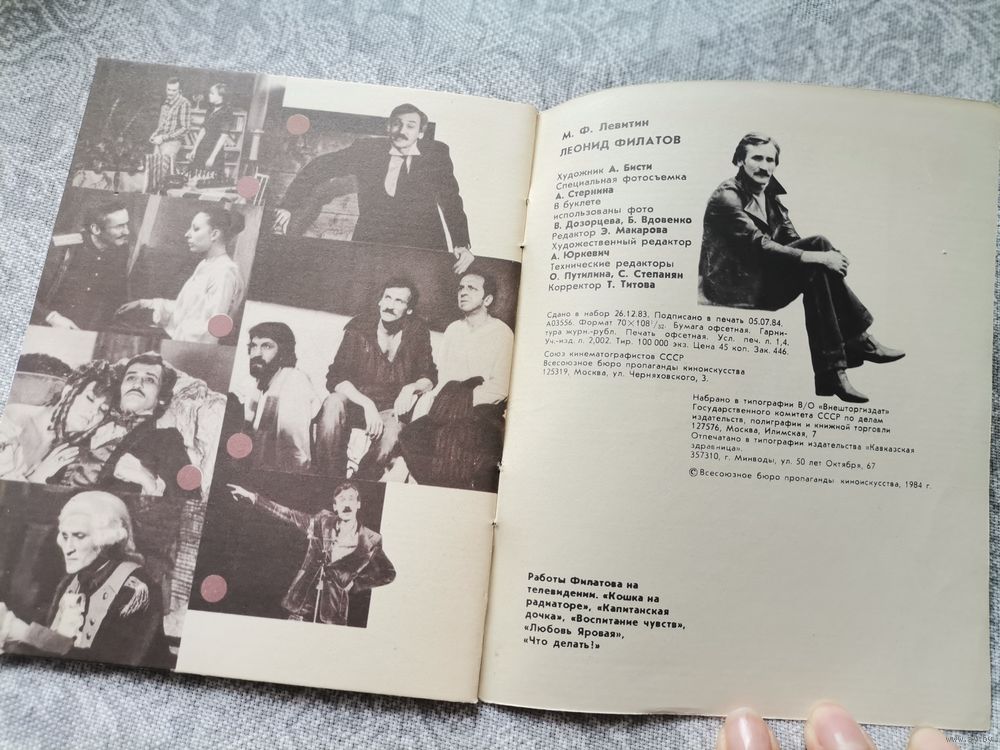 М. Ф. Левитин
ЛЕОНИД ФИЛАТОВ
Художник А. Бисти
Специальная фотосъемка
А. Стернина
В буклете
использованы фото
В. Дозорцева, Б. Вдовенко
Редактор Э. Макарова
Художественный редактор
А. Юркевич
Технические редакторы
О. Путилина, С. Степанян
Корректор Т. Титова
Сдано в набор 26.12.83. Подписано в печать 05.07.84.
А03556. Формат 70×108 1/32. Бумага офсетная. Гарни-
тура журн.-рубл. Печать офсетная. Усл. печ. л. 1,4.
Уч.-изд. л. 2,002. Тир. 100 000 экз. Цена 45 коп. Зак. 446.
Союз кинематографистов СССР
Всесоюзное бюро пропаганды киноискусства
125319, Москва, ул. Черняховского, 3.
Набрано в типографии В/О «Внешторгиздат»
Государственного комитета СССР по делам
издательств, полиграфии и книжной торговли
127576, Москва, Илимская, 7
Отпечатано в типографии издательства «Кавказская
здравница».
357310, г. Минводы, ул. 50 лет Октября, 67
© Всесоюзное бюро пропаганды киноискусства, 1984 г.
Работы Филатова на
телевидении. «Кошка на
радиаторе», «Капитанская
дочка», «Воспитание чувств»,
«Любовь Яровая»,
«Что делать!»